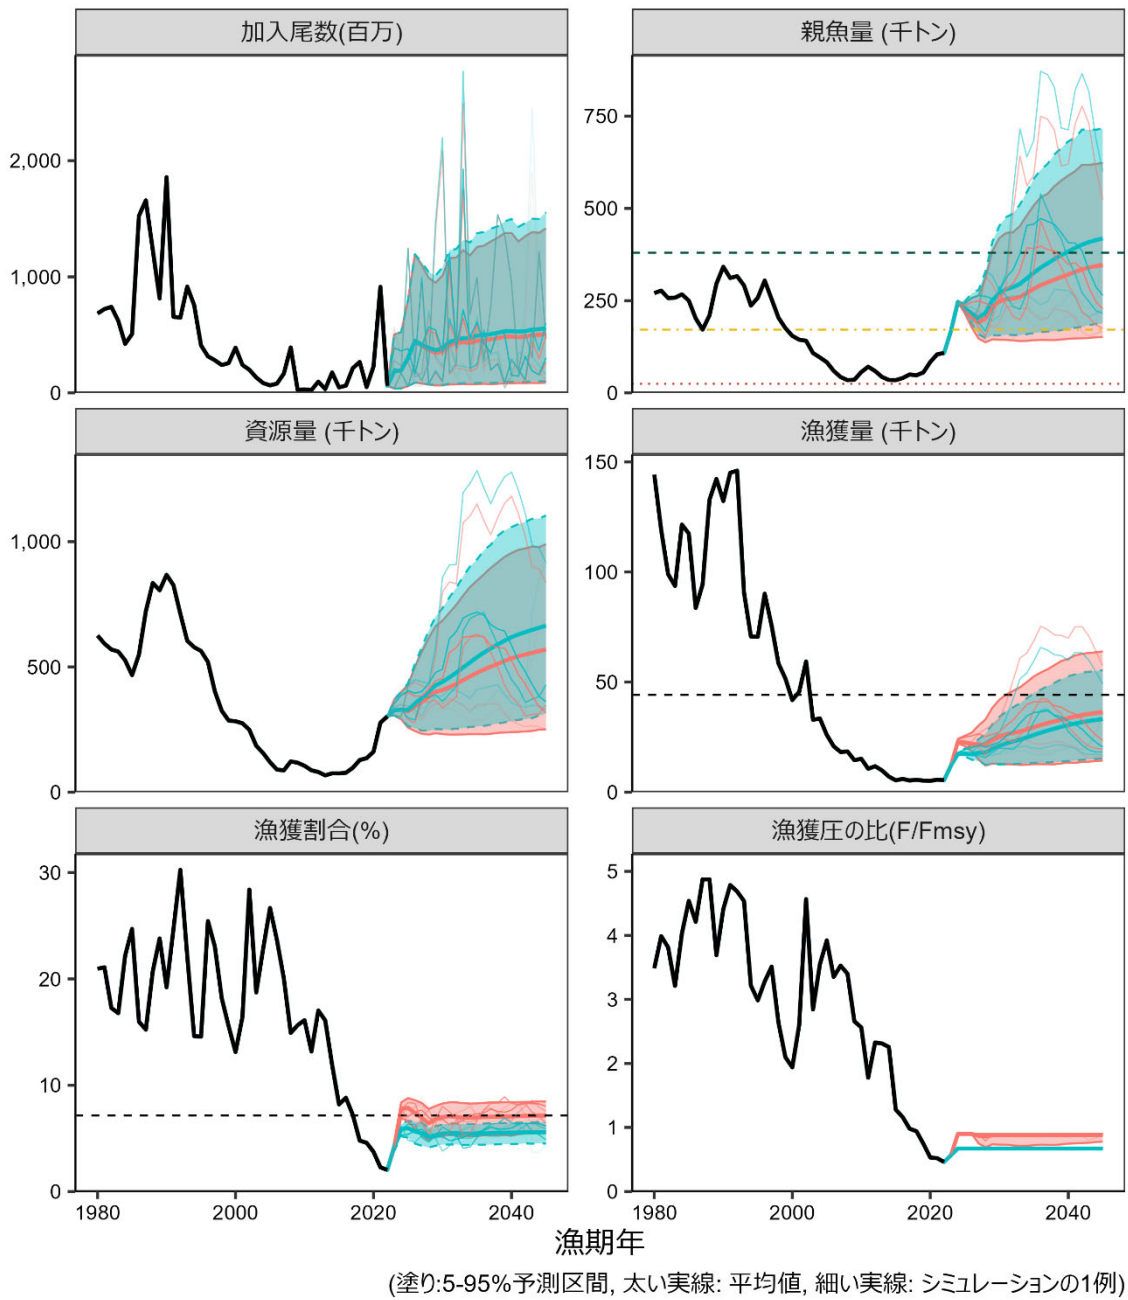 加入尾数(百万)
2,000
1,000
0
親魚量 (千トン)
750
500
250
0
資源量 (千トン)
1,000
500
0
漁獲量 (千トン)
150
100
50
0
漁獲割合(%)
30
20
10
0
1980 2000 2020 2040
漁獲圧の比(F/Fmsy)
5
4
3
2
1
0
1980 2000 2020 2040
漁期年
(塗り:5-95%予測区間, 太い実線: 平均値, 細い実線: シミュレーションの1例)